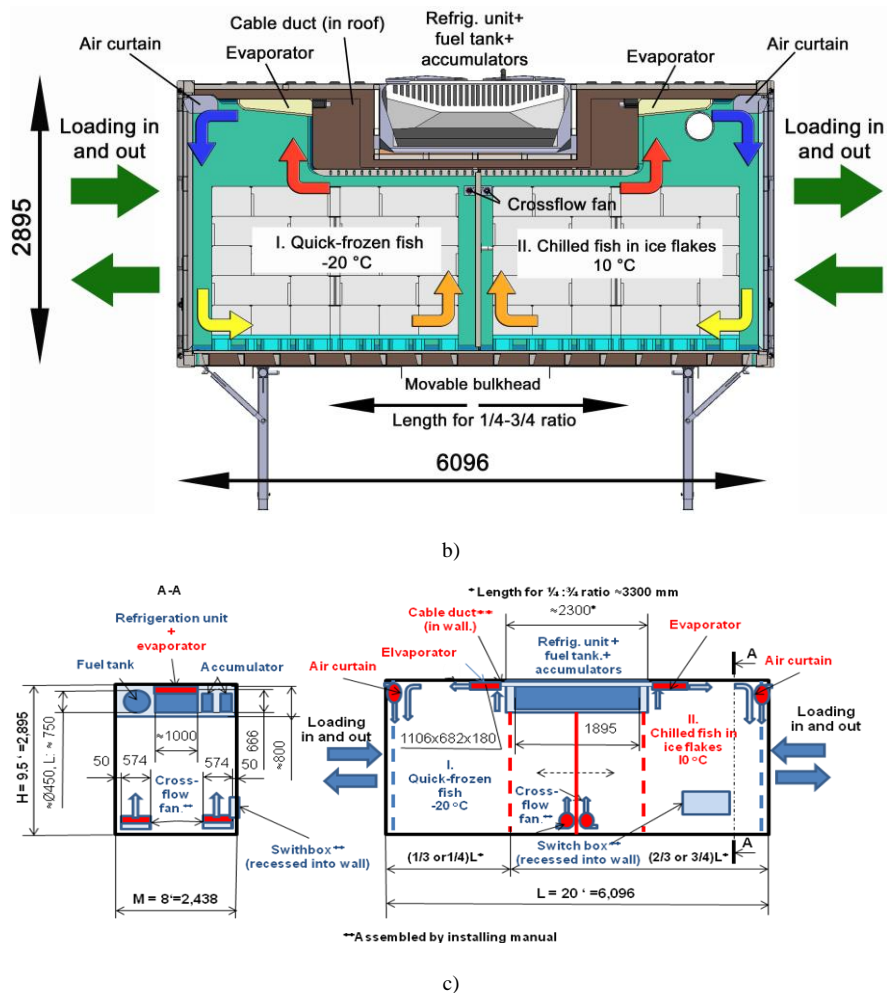 Cable duct (in roof)
Refrig. unit+
fuel tank+
accumulators
Air curtain
Evaporator
Evaporator
Air curtain
Loading in
and out
Loading in
and out
2895
Crossflow fan
I. Quick-frozen fish
-20 °C
II. Chilled fish in ice flakes
10 °C
Movable bulkhead
Length for 1/4-3/4 ratio
6096
b)
A-A
Refrigeration unit
+
evaporator
Fuel tank
Accumulator
H= 9.5 ' =2,895
≈Ø450, L: ≈ 750
≈1000
666
≈800
50
574
574
50
Cross-
flow
fan.↔
Swithbox↔
(recessed into wall)
M = 8'=2,438
*Length for ¼ :¾ ratio ≈3300 mm
≈2300*
Cable duct↔
(in wall.)
Refrig. unit+
fuel tank.+
accumulators
Elvaporator
Evaporator
Air curtain
Air curtain
A
Loading
in and out
Loading
in and out
1106x682x180
1895
I.
Quick-frozen
fish
-20 °C
II.
Chilled fish in
ice flakes
10 °C
Cross-
flow
fan.↔
Switch box↔
(recessed into wall)
A
(1/3 or1/4)L*
(2/3 or 3/4)L*
L = 20 ' =6,096
↔Assembled by installing manual
c)